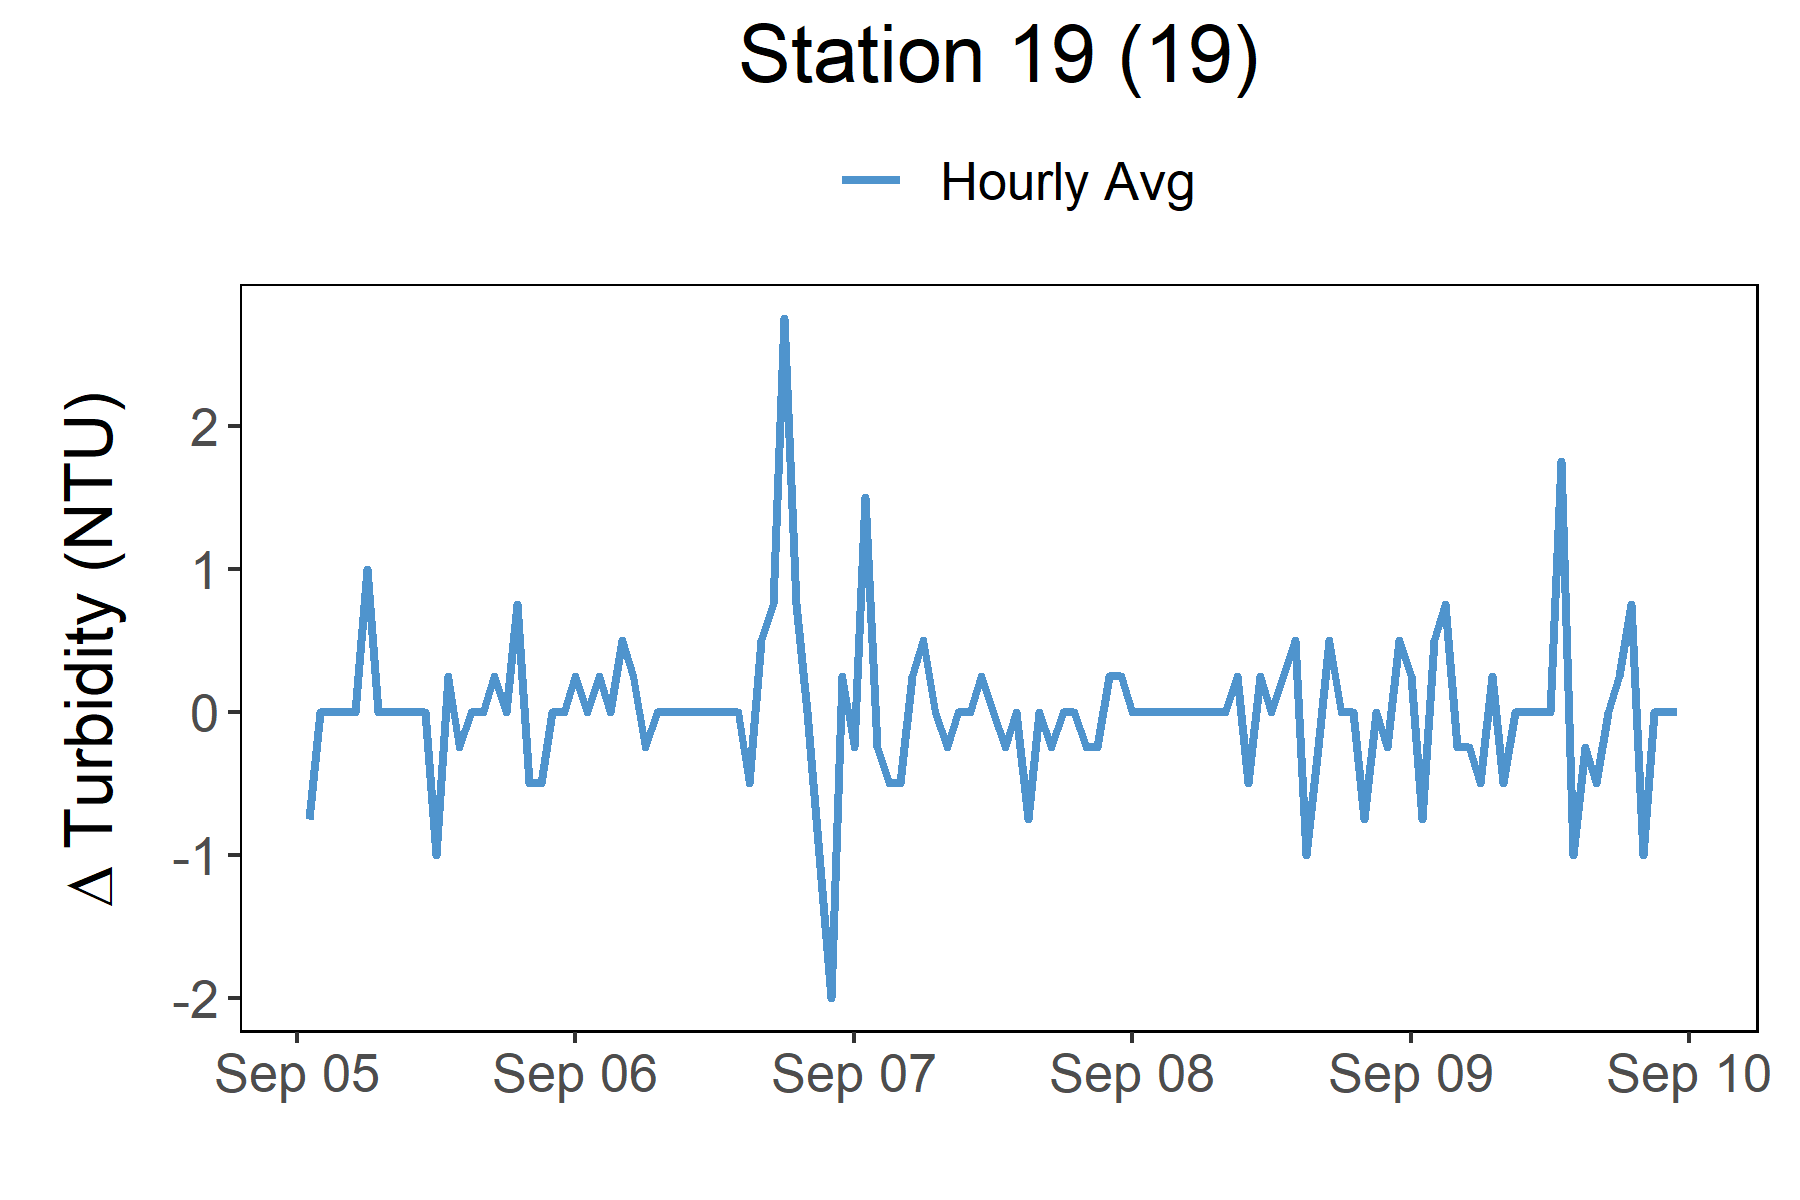 Station 19 (19)
Hourly Avg
Δ Turbidity (NTU)
2
1
0
-1
-2
Sep 05 Sep 06 Sep 07 Sep 08 Sep 09 Sep 10